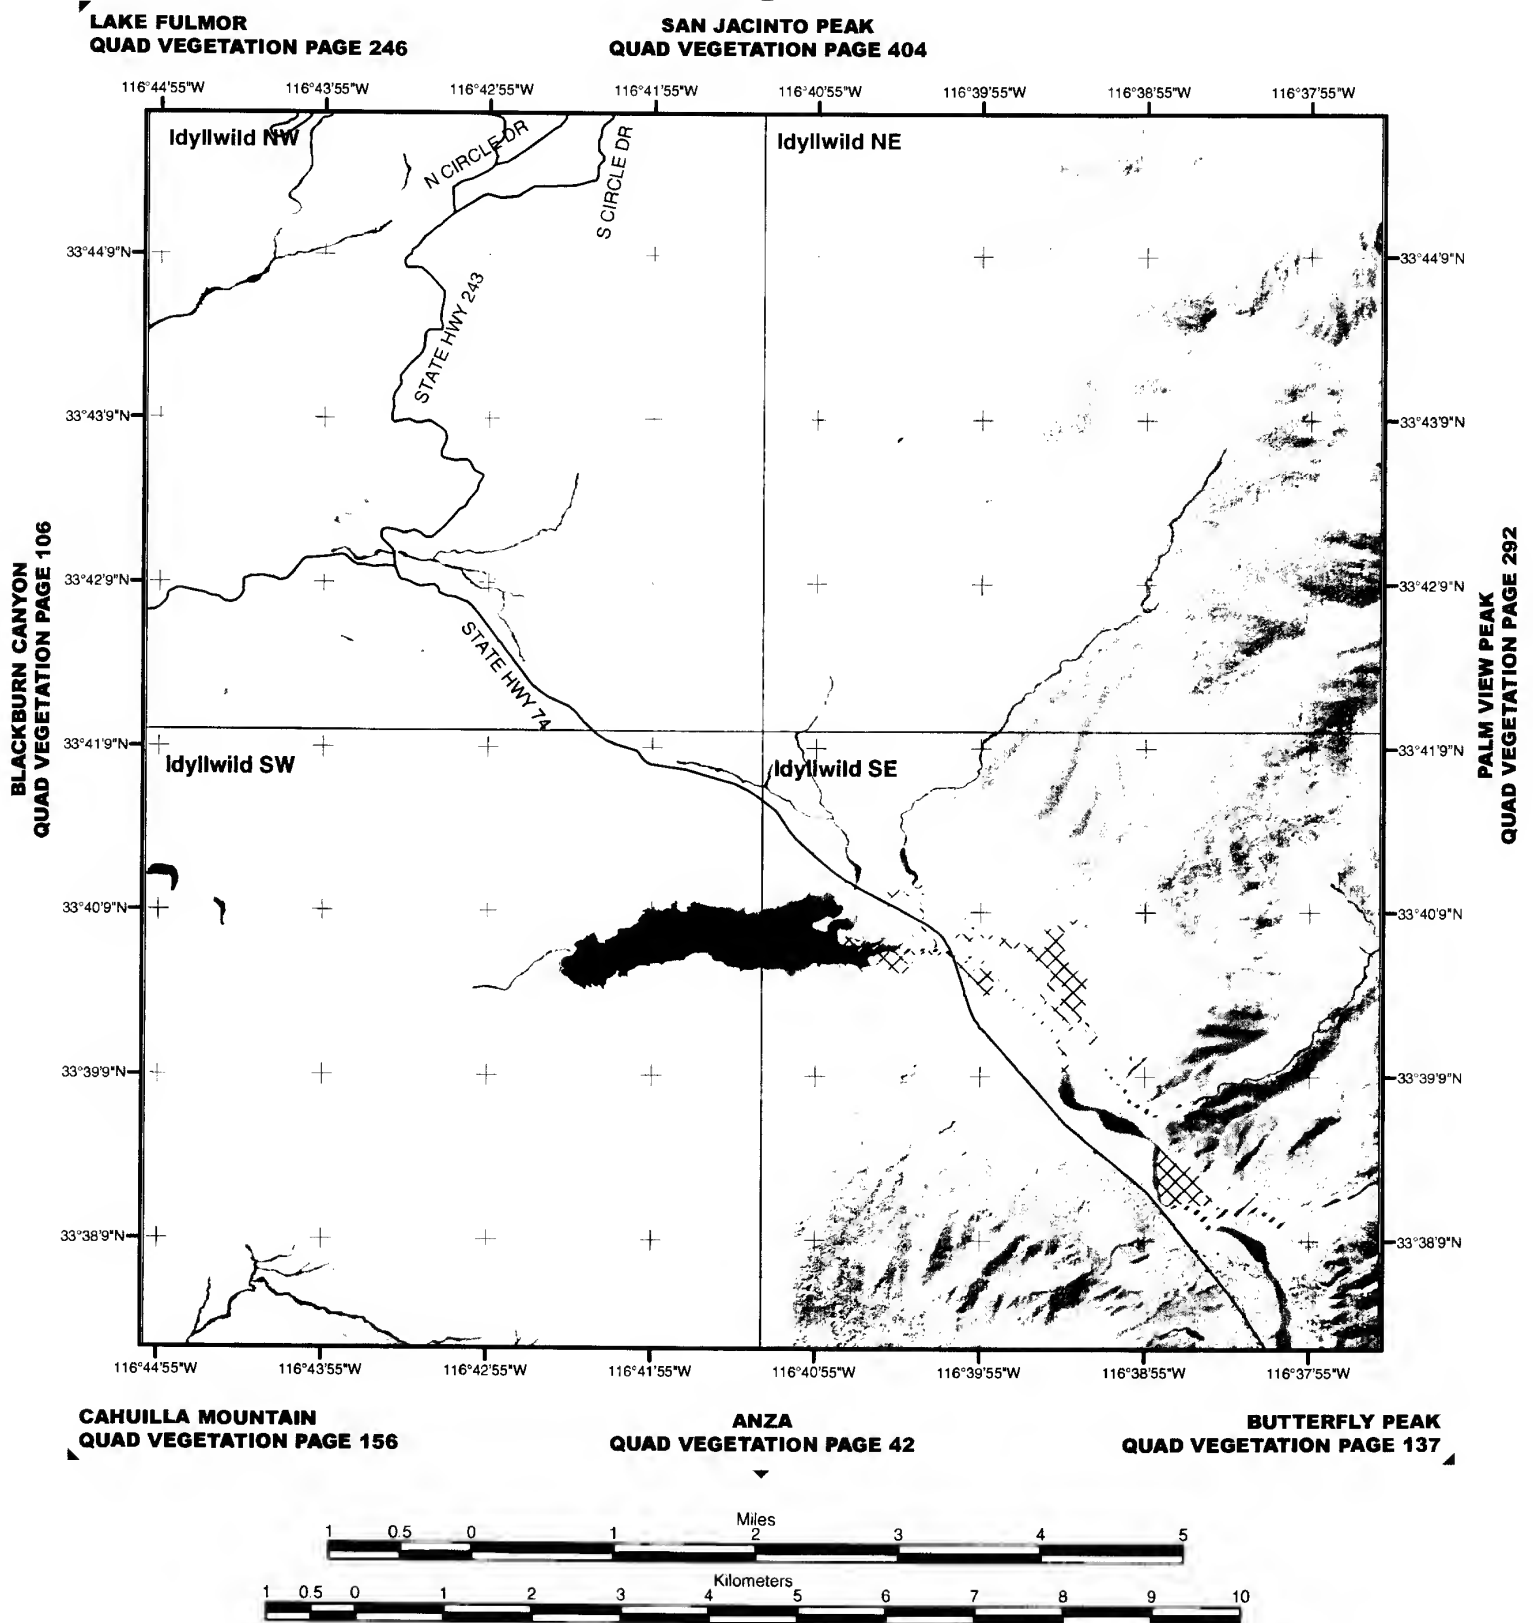 LAKE FULMOR
QUAD VEGETATION PAGE 246
SAN JACINTO PEAK
QUAD VEGETATION PAGE 404
116°44'55"W 116°43'55"W 116°42'55"W 116°41'55"W 116°40'55"W 116°39'55"W 116°38'55"W 116°37'55"W
Idyllwild NW
Idyllwild NE
N CIRCLE DR
S CIRCLE DR
33°44'9"N
33°44'9"N
STATE HWY 243
33°43'9"N
33°43'9"N
BLACKBURN CANYON
QUAD VEGETATION PAGE 106
PALM VIEW PEAK
QUAD VEGETATION PAGE 292
33°42'9"N
33°42'9"N
STATE HWY 74
33°41'9"N
33°41'9"N
Idyllwild SW
Idyllwild SE
33°40'9"N
33°40'9"N
33°39'9"N
33°39'9"N
33°38'9"N
33°38'9"N
116°44'55"W 116°43'55"W 116°42'55"W 116°41'55"W 116°40'55"W 116°39'55"W 116°38'55"W 116°37'55"W
CAHUILLA MOUNTAIN
QUAD VEGETATION PAGE 156
ANZA
QUAD VEGETATION PAGE 42
BUTTERFLY PEAK
QUAD VEGETATION PAGE 137
Miles
1 0.5 0 1 2 3 4 5
Kilometers
1 0.5 0 1 2 3 4 5 6 7 8 9 10